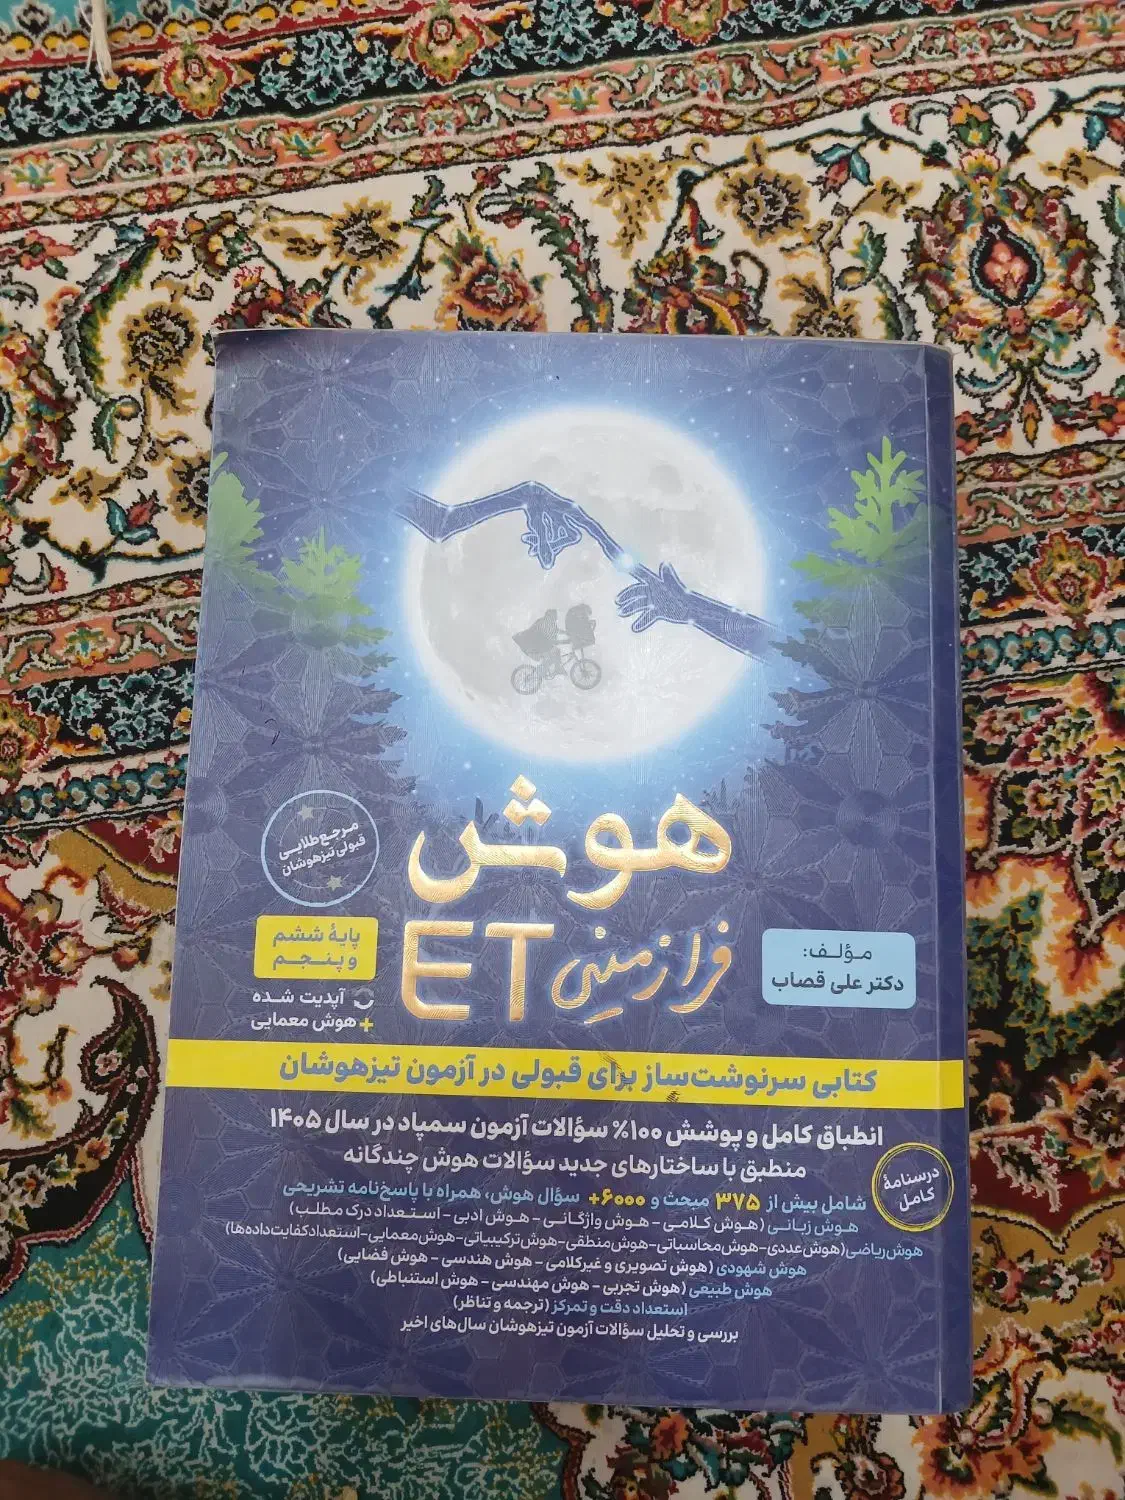 هوش
فرازمینی ET
مرجع طلایی
قبولی تیزهوشان
پایهٔ ششم
و پنجم
آپدیت شده
+ هوش معمایی
مؤلف:
دکتر علی قصاب
کتابی سرنوشت‌ساز برای قبولی در آزمون تیزهوشان
انطباق کامل و پوشش ۱۰۰% سؤالات آزمون سمپاد در سال ۱۴۰۵
منطبق با ساختارهای جدید سؤالات هوش چندگانه
درسنامهٔ
کامل
شامل بیش از ۳۷۵ مبحث و ۶۰۰۰+ سؤال هوش، همراه با پاسخ‌نامه تشریحی
هوش زبانی (هوش کلامی - هوش واژگانی - هوش ادبی - استعداد درک مطلب)
هوش ریاضی (هوش عددی-هوش محاسباتی-هوش منطقی-هوش ترکیبیاتی-هوش معمایی-استعداد کفایت داده‌ها)
هوش شهودی (هوش تصویری و غیرکلامی - هوش هندسی - هوش فضایی)
هوش طبیعی (هوش تجربی - هوش مهندسی - هوش استنباطی)
استعداد دقت و تمرکز (ترجمه و تناظر)
بررسی و تحلیل سؤالات آزمون تیزهوشان سال‌های اخیر